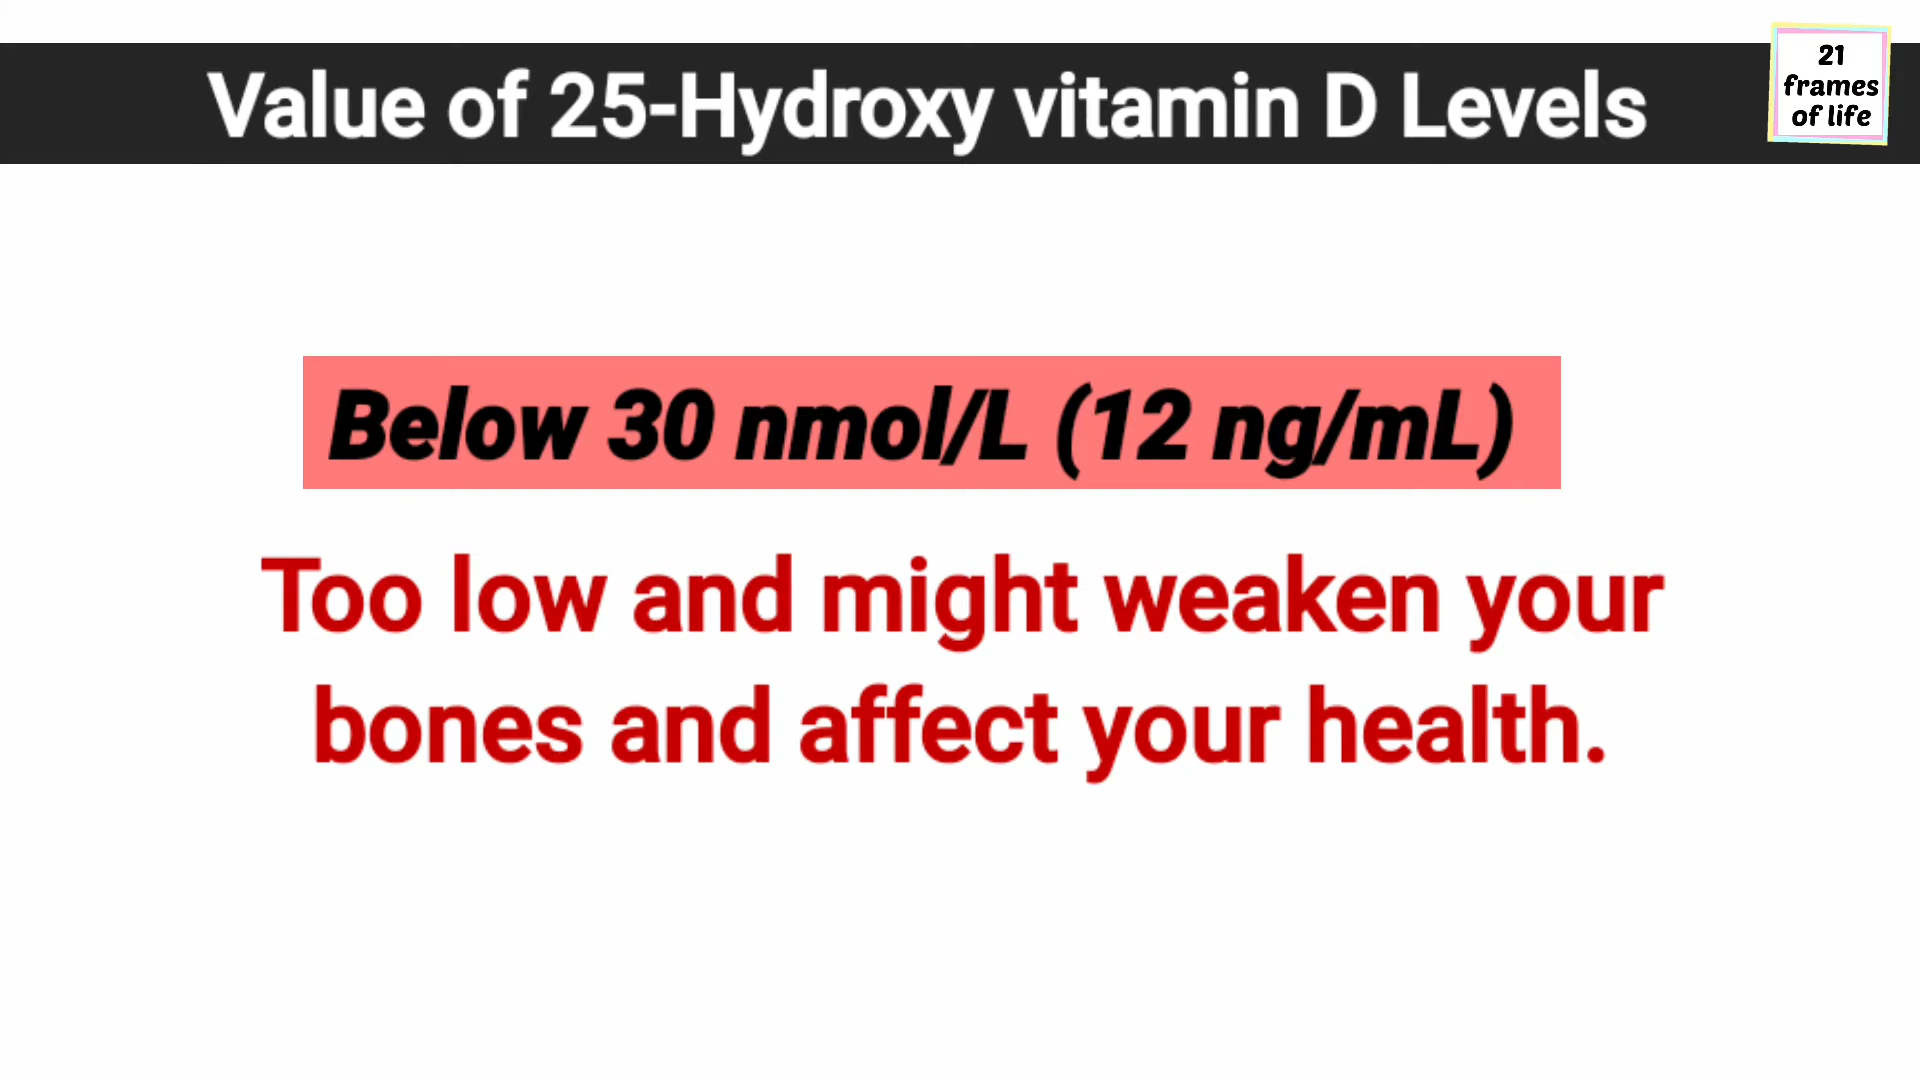 Value of 25-Hydroxy vitamin D Levels
21
frames
of life
Below 30 nmol/L (12 ng/mL)
Too low and might weaken your
bones and affect your health.